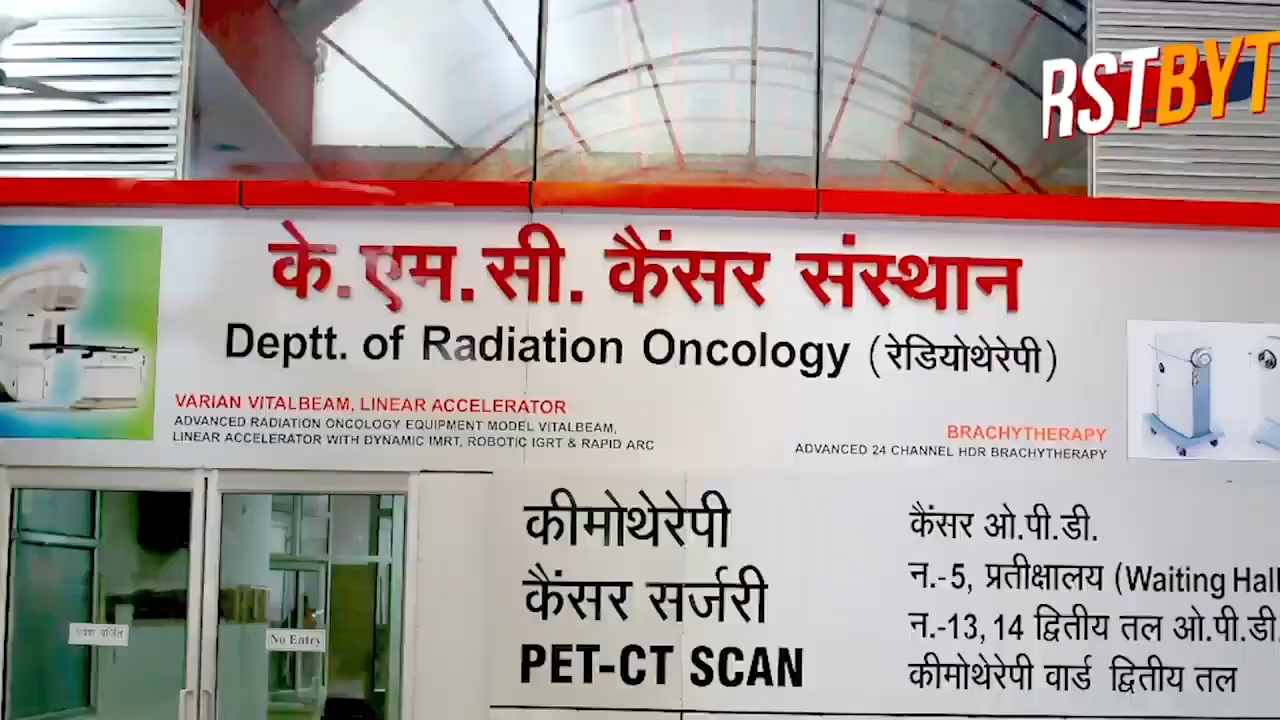 RSTBYT
के.एम.सी. कैंसर संस्थान
Deptt. of Radiation Oncology (रेडियोथेरेपी)
VARIAN VITALBEAM, LINEAR ACCELERATOR
ADVANCED RADIATION ONCOLOGY EQUIPMENT MODEL VITALBEAM,
LINEAR ACCELERATOR WITH DYNAMIC IMRT, ROBOTIC IGRT & RAPID ARC
BRACHYTHERAPY
ADVANCED 24 CHANNEL HDR BRACHYTHERAPY
कीमोथेरेपी
कैंसर सर्जरी
PET-CT SCAN
कैंसर ओ.पी.डी.
न.-5, प्रतीक्षालय (Waiting Hall
न.-13, 14 द्वितीय तल ओ.पी.डी.
कीमोथेरेपी वार्ड द्वितीय तल
प्रवेश वर्जित
No Entry